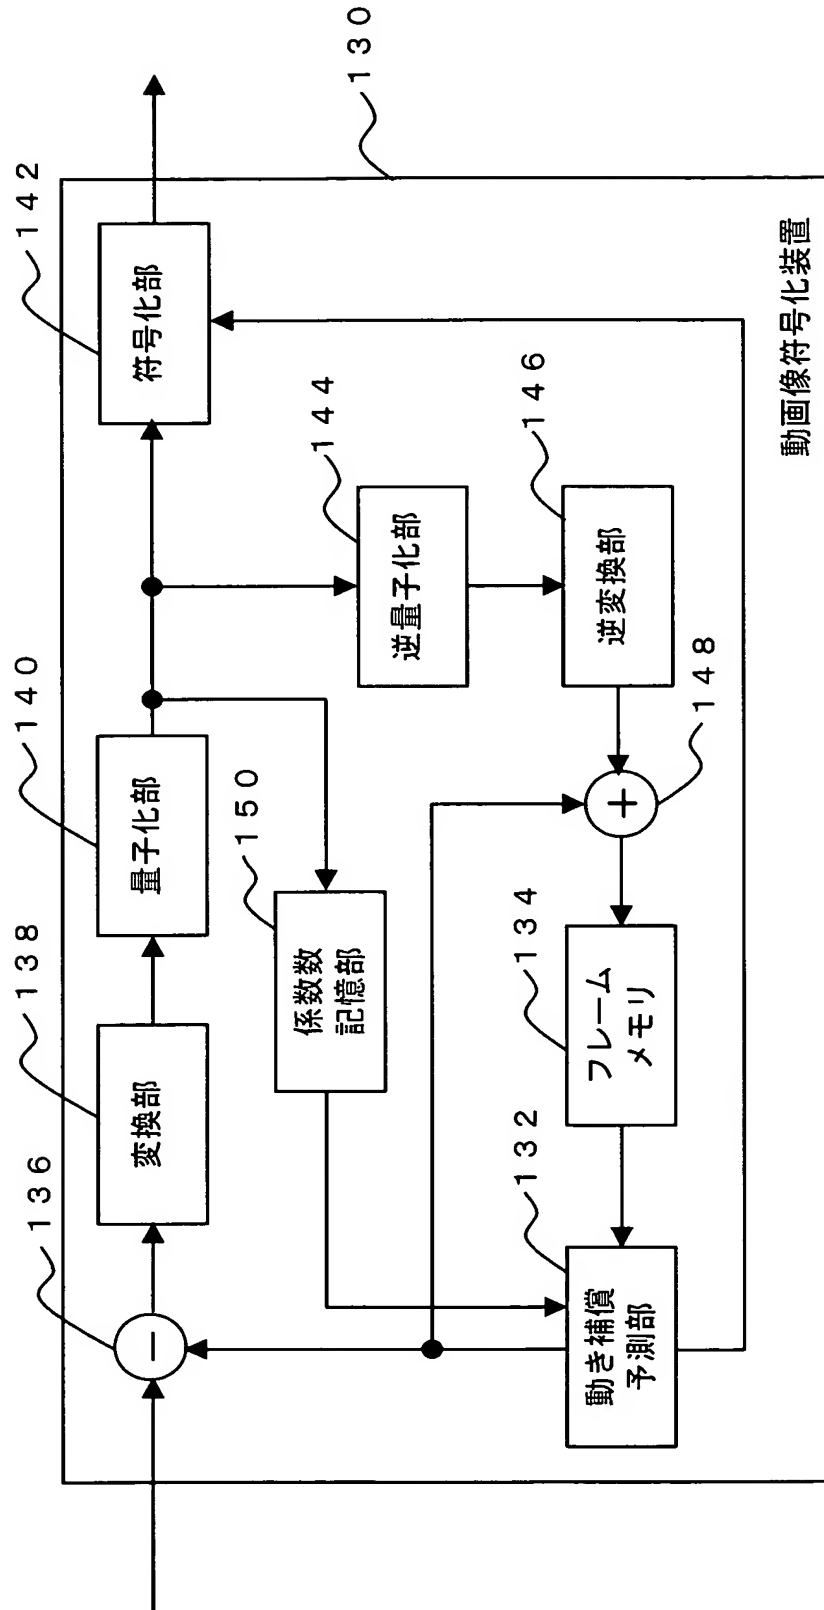 136
138
140
142
変換部
量子化部
符号化部
130
150
144
係数数
記憶部
逆量子化部
132
134
146
動き補償
予測部
フレーム
メモリ
+
逆変換部
148
−
動画像符号化装置